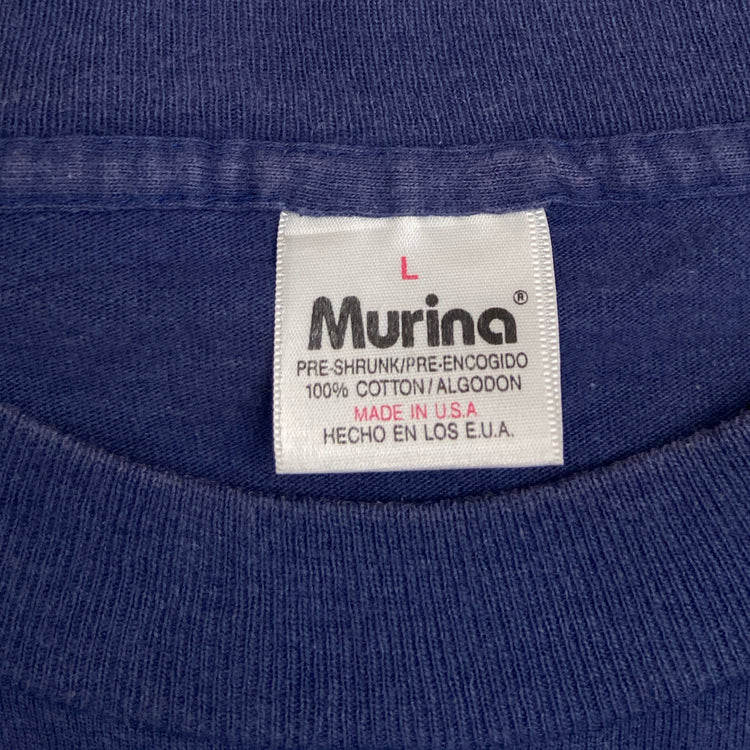 L
Murina®
PRE-SHRUNK/PRE-ENCOGIDO
100% COTTON/ALGODON
MADE IN U.S.A
HECHO EN LOS E.U.A.